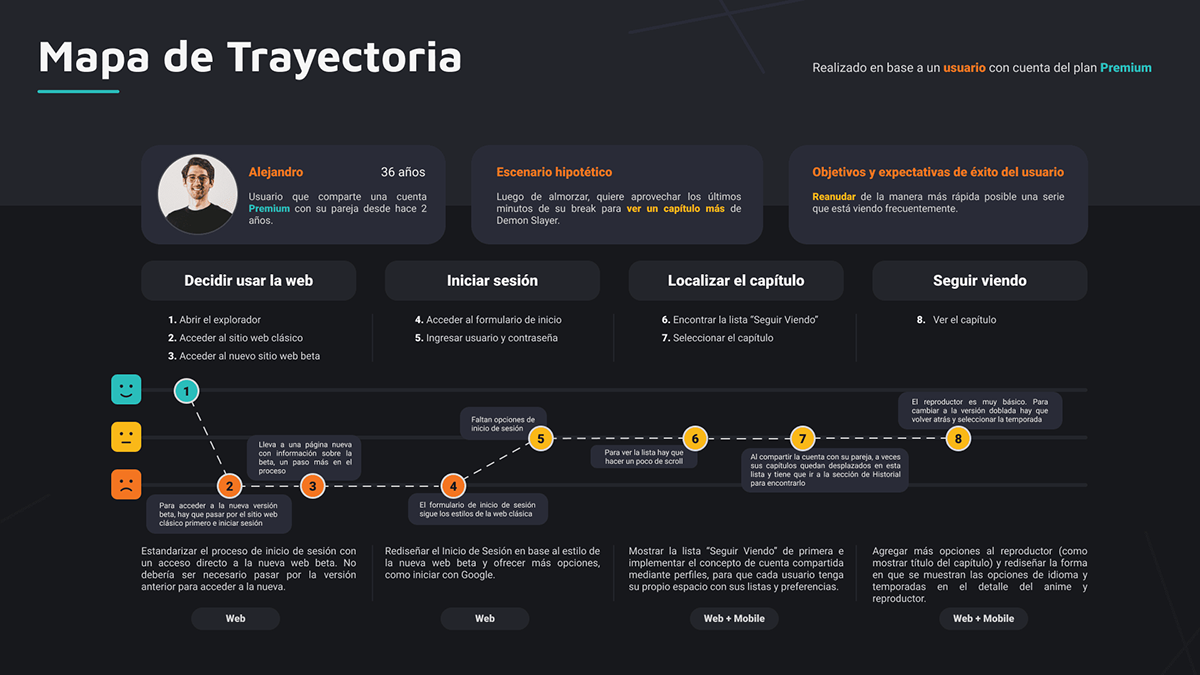 Mapa de Trayectoria
Realizado en base a un usuario con cuenta del plan Premium
Alejandro
36 años
Usuario que comparte una cuenta
Premium con su pareja desde hace 2
años.
Escenario hipotético
Luego de almorzar, quiere aprovechar los últimos
minutos de su break para ver un capítulo más de
Demon Slayer.
Objetivos y expectativas de éxito del usuario
Reanudar de la manera más rápida posible una serie
que está viendo frecuentemente.
Decidir usar la web
Iniciar sesión
Localizar el capítulo
Seguir viendo
1. Abrir el explorador
2. Acceder al sitio web clásico
3. Acceder al nuevo sitio web beta
4. Acceder al formulario de inicio
5. Ingresar usuario y contraseña
6. Encontrar la lista “Seguir Viendo”
7. Seleccionar el capítulo
8. Ver el capítulo
1
2
Para acceder a la nueva versión
beta, hay que pasar por el sitio web
clásico primero e iniciar sesión
Lleva a una página nueva
con información sobre la
beta, un paso más en el
proceso
3
4
El formulario de inicio de sesión
sigue los estilos de la web clásica
Faltan opciones de
inicio de sesión
5
Para ver la lista hay que
hacer un poco de scroll
6
7
Al compartir la cuenta con su pareja, a veces
sus capítulos quedan desplazados en esta
lista y tiene que ir a la sección de Historial
para encontrarlo
El reproductor es muy básico. Para
cambiar a la versión doblada hay que
volver atrás y seleccionar la temporada
8
Estandarizar el proceso de inicio de sesión con
un acceso directo a la nueva web beta. No
debería ser necesario pasar por la versión
anterior para acceder a la nueva.
Web
Rediseñar el Inicio de Sesión en base al estilo de
la nueva web beta y ofrecer más opciones,
como iniciar con Google.
Web
Mostrar la lista “Seguir Viendo” de primera e
implementar el concepto de cuenta compartida
mediante perfiles, para que cada usuario tenga
su propio espacio con sus listas y preferencias.
Web + Mobile
Agregar más opciones al reproductor (como
mostrar título del capítulo) y rediseñar la forma
en que se muestran las opciones de idioma y
temporadas en el detalle del anime y
reproductor.
Web + Mobile